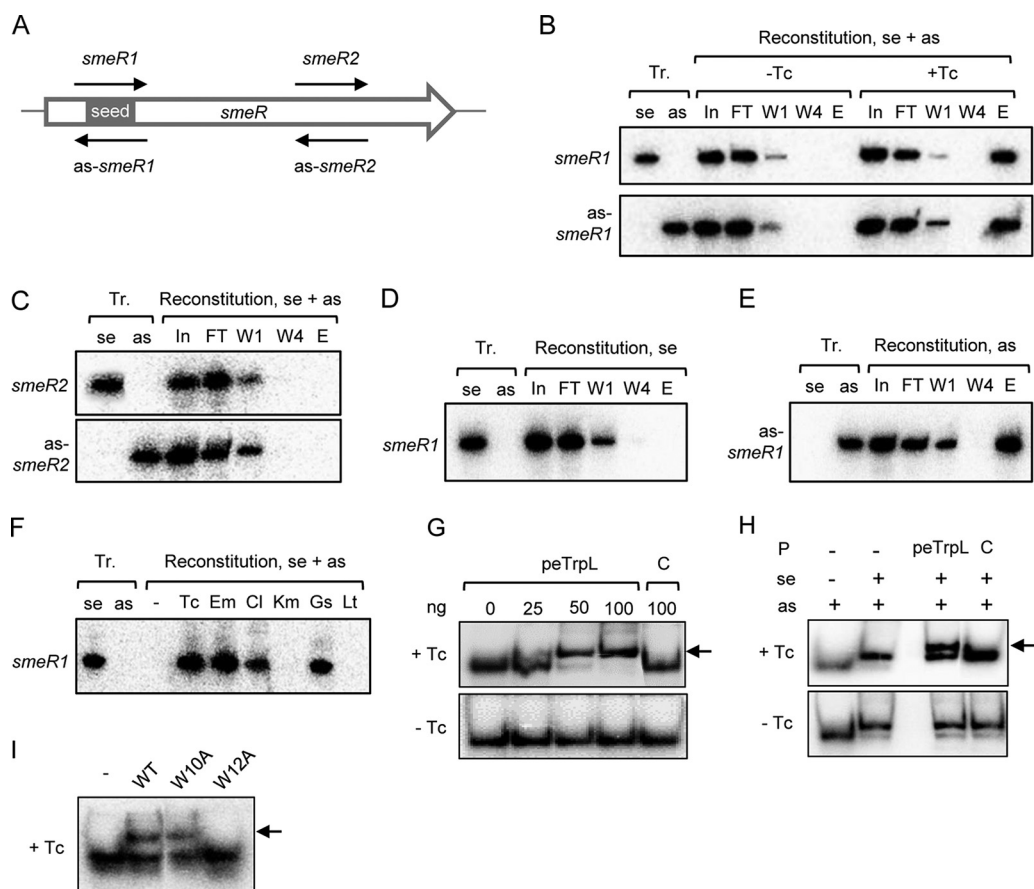 A
smeR1
smeR2
seed
smeR
as-smeR1
as-smeR2
B
Reconstitution, se + as
Tr.
-Tc
+Tc
se as In FT W1 W4 E In FT W1 W4 E
smeR1
as-
smeR1
C
Tr.
Reconstitution, se + as
se as In FT W1 W4 E
smeR2
as-
smeR2
D
Tr.
Reconstitution, se
se as In FT W1 W4 E
smeR1
E
Tr.
Reconstitution, as
se as In FT W1 W4 E
as-
smeR1
F
Tr.
Reconstitution, se + as
se as - Tc Em Cl Km Gs Lt
smeR1
G
peTrpL C
ng 0 25 50 100 100
+ Tc
- Tc
H
P - - peTrpL C
se - + + +
as + + + +
+ Tc
- Tc
I
- WT W10A W12A
+ Tc